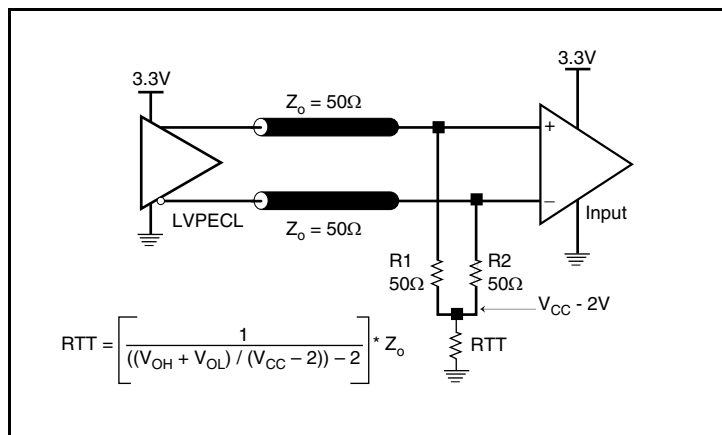 3.3V
3.3V
Zo = 50Ω
+
LVPECL
–
Zo = 50Ω
Input
R1
50Ω
R2
50Ω
VCC - 2V
RTT = [1 / ((VOH + VOL) / (VCC – 2)) – 2] * Zo
RTT